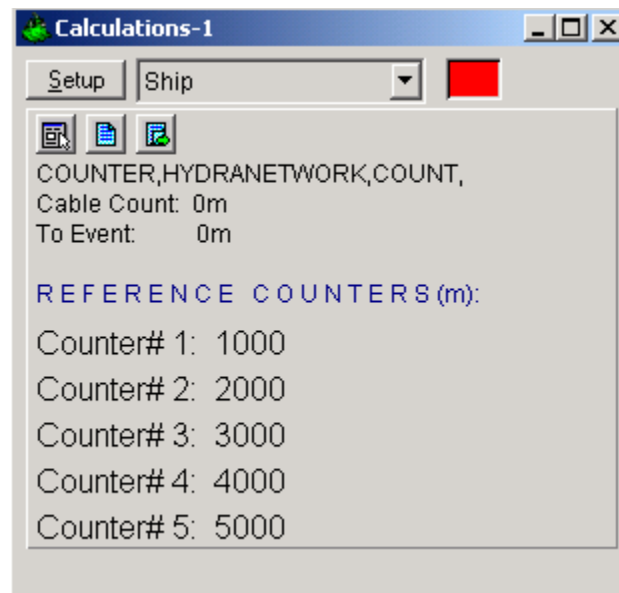 Calculations-1
Setup Ship
COUNTER,HYDRANETWORK,COUNT,
Cable Count: 0m
To Event: 0m
REFERENCE COUNTERS(m):
Counter# 1: 1000
Counter# 2: 2000
Counter# 3: 3000
Counter# 4: 4000
Counter# 5: 5000